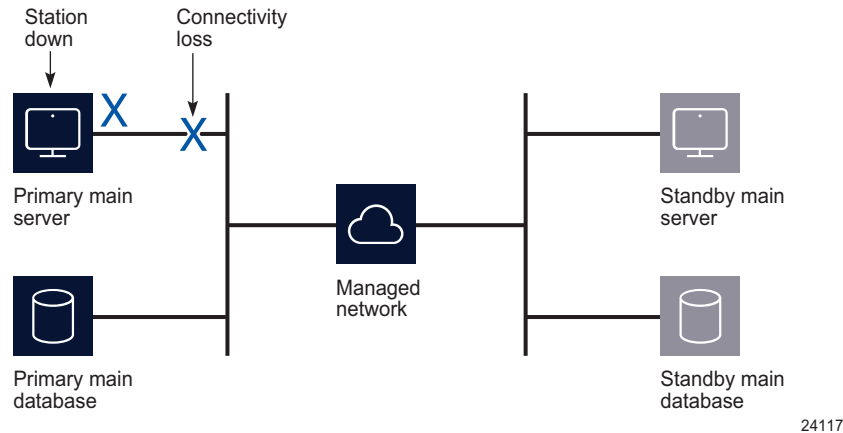 Station
down
Connectivity
loss
X
X
Primary main
server
Standby main
server
Managed
network
Primary main
database
Standby main
database
24117